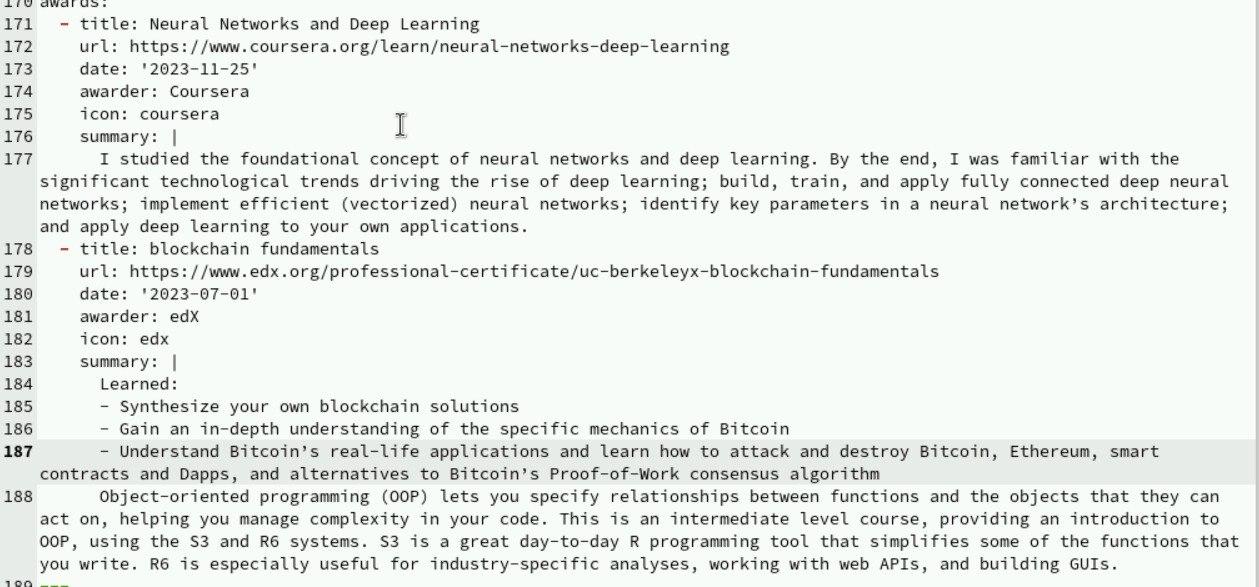 170 awards:
171 - title: Neural Networks and Deep Learning
172 url: https://www.coursera.org/learn/neural-networks-deep-learning
173 date: '2023-11-25'
174 awarder: Coursera
175 icon: coursera
176 summary: |
177 I studied the foundational concept of neural networks and deep learning. By the end, I was familiar with the
significant technological trends driving the rise of deep learning; build, train, and apply fully connected deep neural
networks; implement efficient (vectorized) neural networks; identify key parameters in a neural network’s architecture;
and apply deep learning to your own applications.
178 - title: blockchain fundamentals
179 url: https://www.edx.org/professional-certificate/uc-berkeleyx-blockchain-fundamentals
180 date: '2023-07-01'
181 awarder: edX
182 icon: edx
183 summary: |
184 Learned:
185 - Synthesize your own blockchain solutions
186 - Gain an in-depth understanding of the specific mechanics of Bitcoin
187 - Understand Bitcoin’s real-life applications and learn how to attack and destroy Bitcoin, Ethereum, smart
contracts and Dapps, and alternatives to Bitcoin’s Proof-of-Work consensus algorithm
188 Object-oriented programming (OOP) lets you specify relationships between functions and the objects that they can
act on, helping you manage complexity in your code. This is an intermediate level course, providing an introduction to
OOP, using the S3 and R6 systems. S3 is a great day-to-day R programming tool that simplifies some of the functions that
you write. R6 is especially useful for industry-specific analyses, working with web APIs, and building GUIs.
189 ---